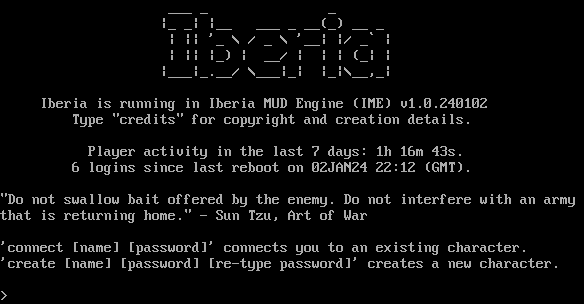 Iberia
Iberia is running in Iberia MUD Engine (IME) v1.0.240102
Type "credits" for copyright and creation details.
Player activity in the last 7 days: 1h 16m 43s.
6 logins since last reboot on 02JAN24 22:12 (GMT).
"Do not swallow bait offered by the enemy. Do not interfere with an army
that is returning home." - Sun Tzu, Art of War
'connect [name] [password]' connects you to an existing character.
'create [name] [password] [re-type password]' creates a new character.
>